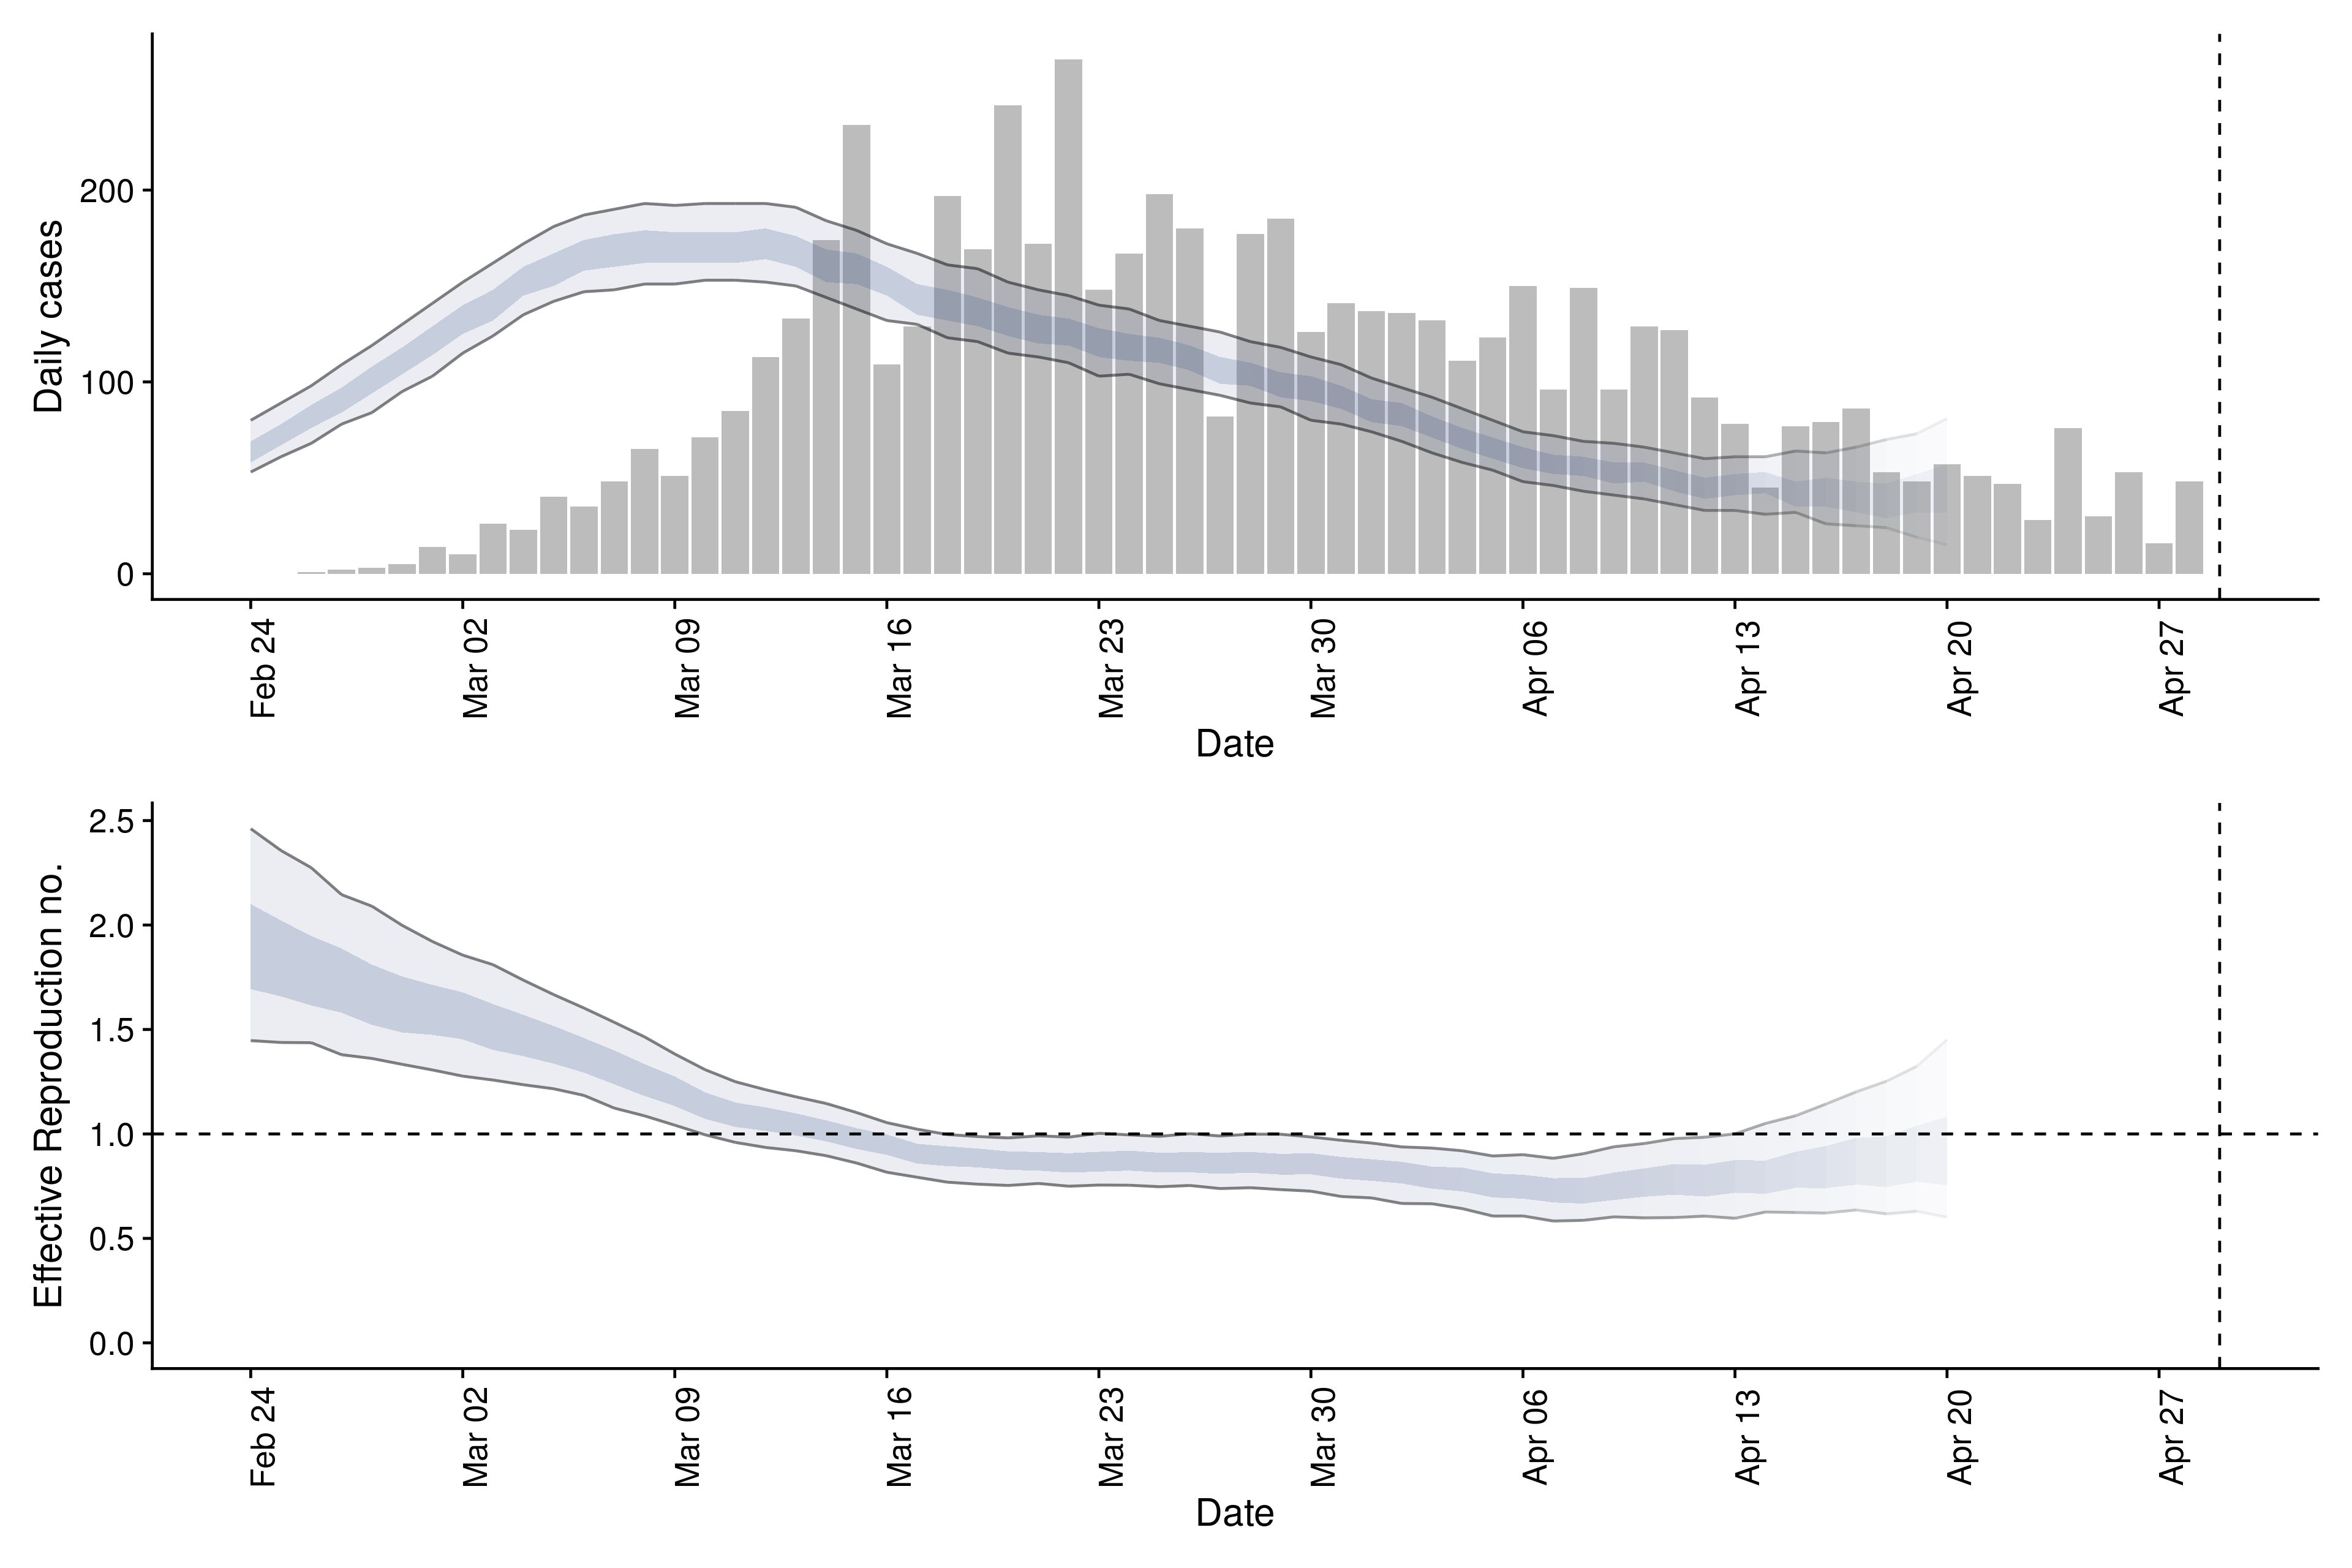 Daily cases
200
100
0
Feb 24
Mar 02
Mar 09
Mar 16
Mar 23
Mar 30
Apr 06
Apr 13
Apr 20
Apr 27
Date
Effective Reproduction no.
2.5
2.0
1.5
1.0
0.5
0.0
Feb 24
Mar 02
Mar 09
Mar 16
Mar 23
Mar 30
Apr 06
Apr 13
Apr 20
Apr 27
Date